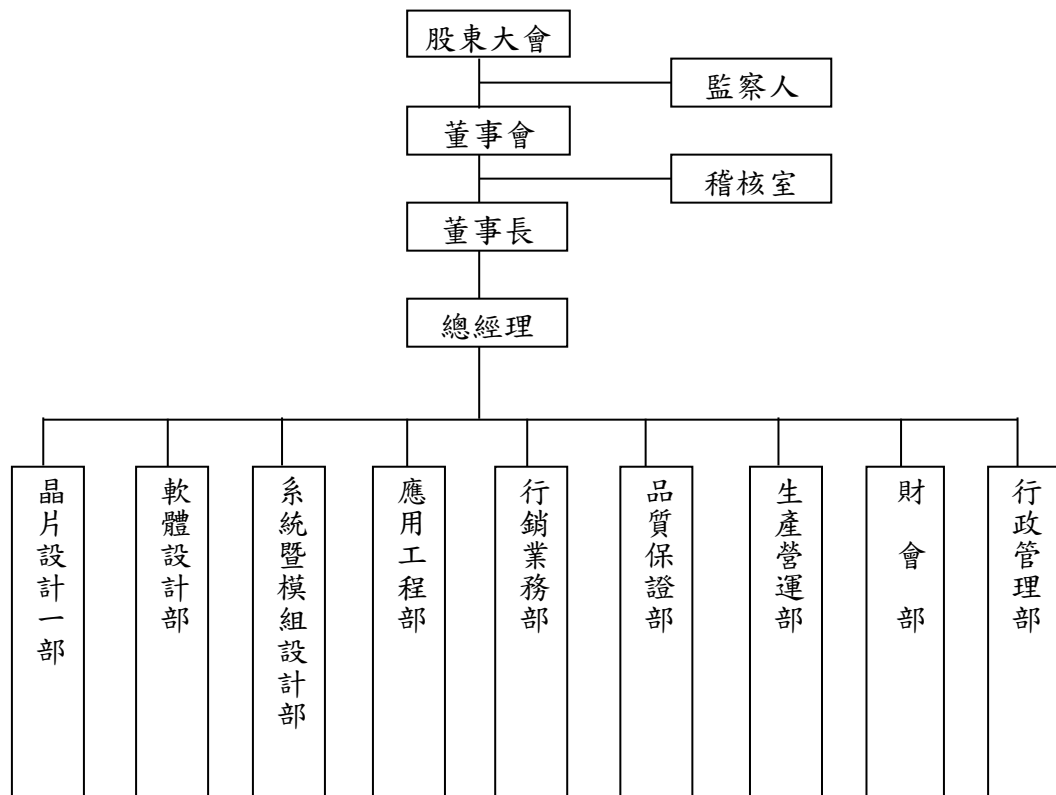 股東大會
監察人
董事會
稽核室
董事長
總經理
晶片設計一部
軟體設計部
系統暨模組設計部
應用工程部
行銷業務部
品質保證部
生產營運部
財會部
行政管理部